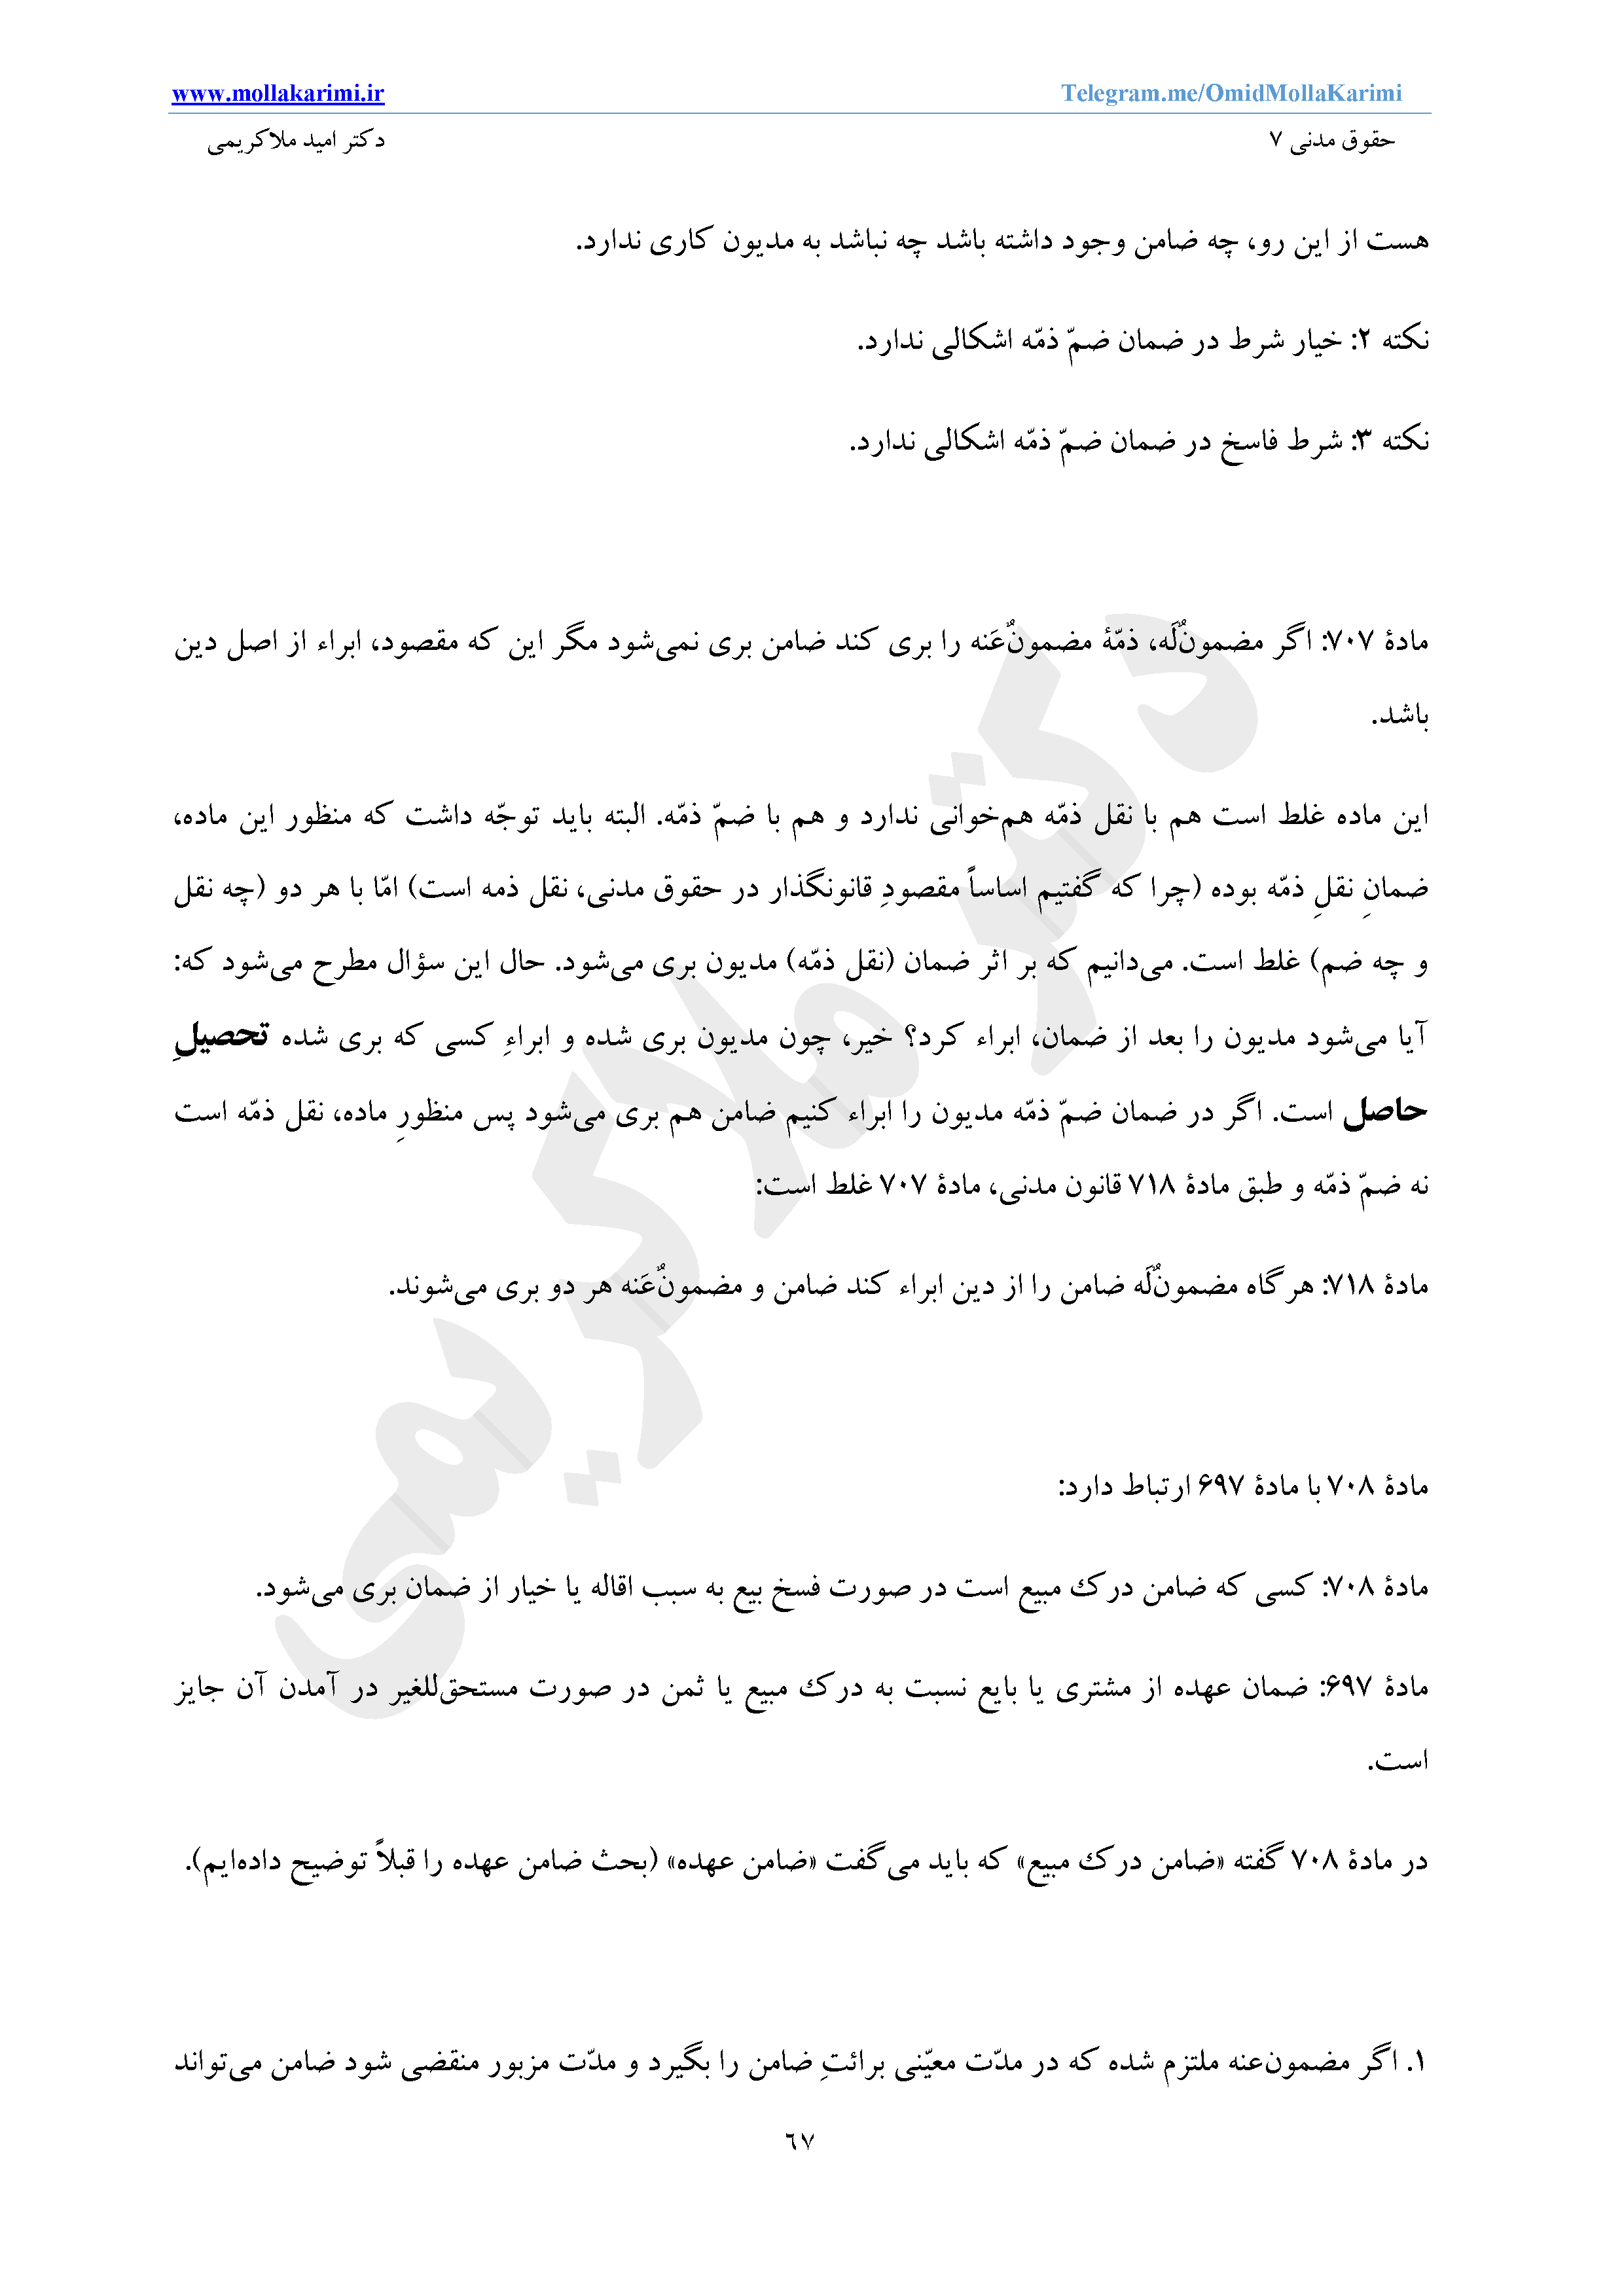 www.mollakarimi.ir Telegram.me/OmidMollaKarimi
حقوق مدنی ۷ دکتر امید ملاکریمی
هست از این رو، چه ضامن وجود داشته باشد چه نباشد به مدیون کاری ندارد.
نکته ۲: خیار شرط در ضمان ضمّ ذمّه اشکالی ندارد.
نکته ۳: شرط فاسخ در ضمان ضمّ ذمّه اشکالی ندارد.
مادۀ ۷۰۷: اگر مضمونٌ‌لَه، ذمّۀ مضمونٌ‌عَنه را بری کند ضامن بری نمی‌شود مگر این که مقصود، ابراء از اصل دین
باشد.
این ماده غلط است هم با نقل ذمّه هم‌خوانی ندارد و هم با ضمّ ذمّه. البته باید توجّه داشت که منظور این ماده،
ضمانِ نقلِ ذمّه بوده (چرا که گفتیم اساساً مقصودِ قانونگذار در حقوق مدنی، نقل ذمه است) امّا با هر دو (چه نقل
و چه ضم) غلط است. می‌دانیم که بر اثر ضمان (نقل ذمّه) مدیون بری می‌شود. حال این سؤال مطرح می‌شود که:
آیا می‌شود مدیون را بعد از ضمان، ابراء کرد؟ خیر، چون مدیون بری شده و ابراءِ کسی که بری شده تحصیلِ
حاصل است. اگر در ضمان ضمّ ذمّه مدیون را ابراء کنیم ضامن هم بری می‌شود پس منظورِ ماده، نقل ذمّه است
نه ضمّ ذمّه و طبق مادۀ ۷۱۸ قانون مدنی، مادۀ ۷۰۷ غلط است:
مادۀ ۷۱۸: هر گاه مضمونٌ‌لَه ضامن را از دین ابراء کند ضامن و مضمونٌ‌عَنه هر دو بری می‌شوند.
مادۀ ۷۰۸ با مادۀ ۶۹۷ ارتباط دارد:
مادۀ ۷۰۸: کسی که ضامن درک مبیع است در صورت فسخ بیع به سبب اقاله یا خیار از ضمان بری می‌شود.
مادۀ ۶۹۷: ضمان عهده از مشتری یا بایع نسبت به درک مبیع یا ثمن در صورت مستحق‌للغیر در آمدن آن جایز
است.
در مادۀ ۷۰۸ گفته «ضامن درک مبیع» که باید می‌گفت «ضامن عهده» (بحث ضامن عهده را قبلاً توضیح داده‌ایم).
۱. اگر مضمون‌عنه ملتزم شده که در مدّت معیّنی برائتِ ضامن را بگیرد و مدّت مزبور منقضی شود ضامن می‌تواند
٦٧
دکتر ملاکریمی